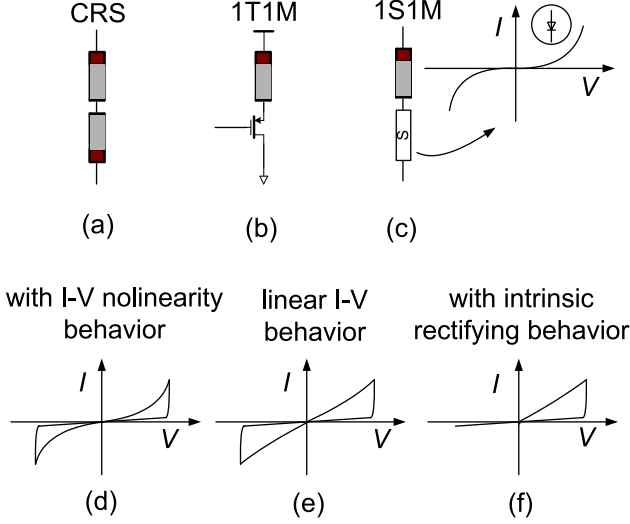 CRS
1T1M
1S1M
I
V
S
(a)
(b)
(c)
with I-V nolinearity
behavior
linear I-V
behavior
with intrinsic
rectifying behavior
I
V
I
V
I
V
(d)
(e)
(f)